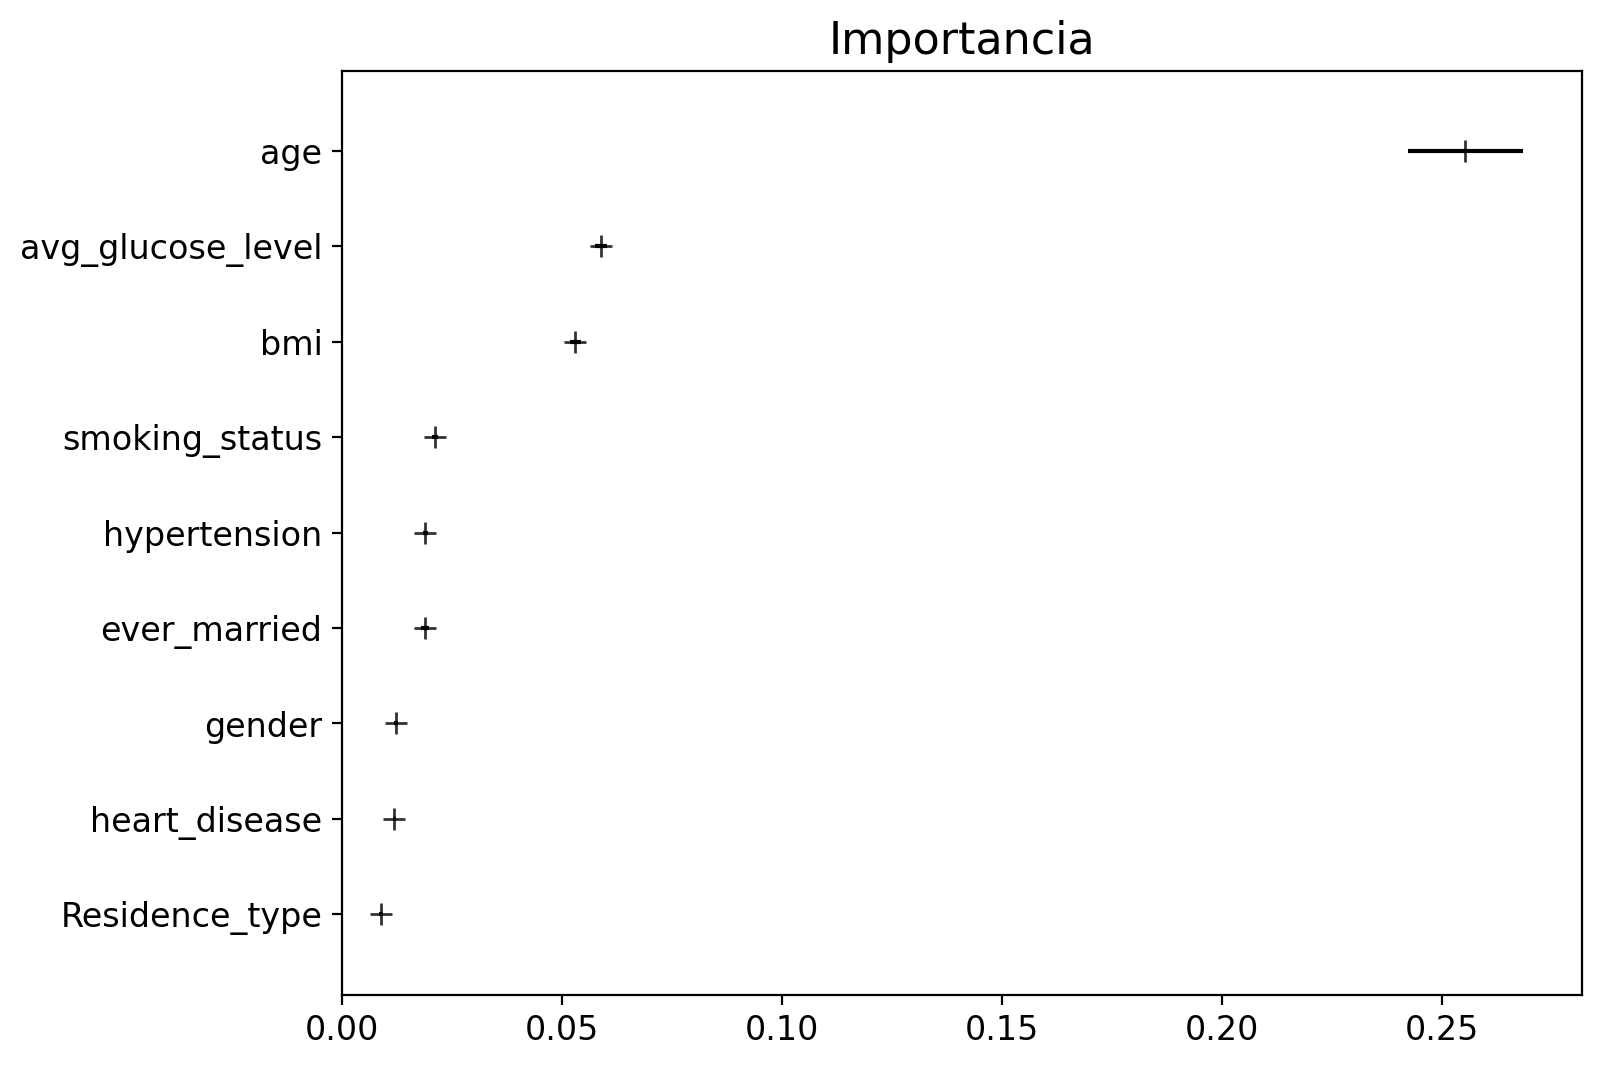 Importancia
age
avg_glucose_level
bmi
smoking_status
hypertension
ever_married
gender
heart_disease
Residence_type
0.00 0.05 0.10 0.15 0.20 0.25